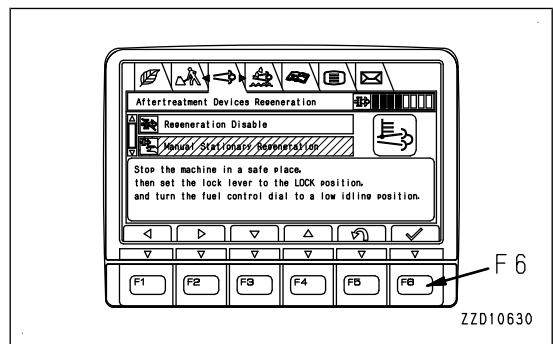 Aftertreatment Devices Regeneration
Regeneration Disable
Manual Stationary Regeneration
Stop the machine in a safe place,
then set the lock lever to the LOCK position,
and turn the fuel control dial to a low idling position.
F1 F2 F3 F4 F5 F6
F6
ZZD10630